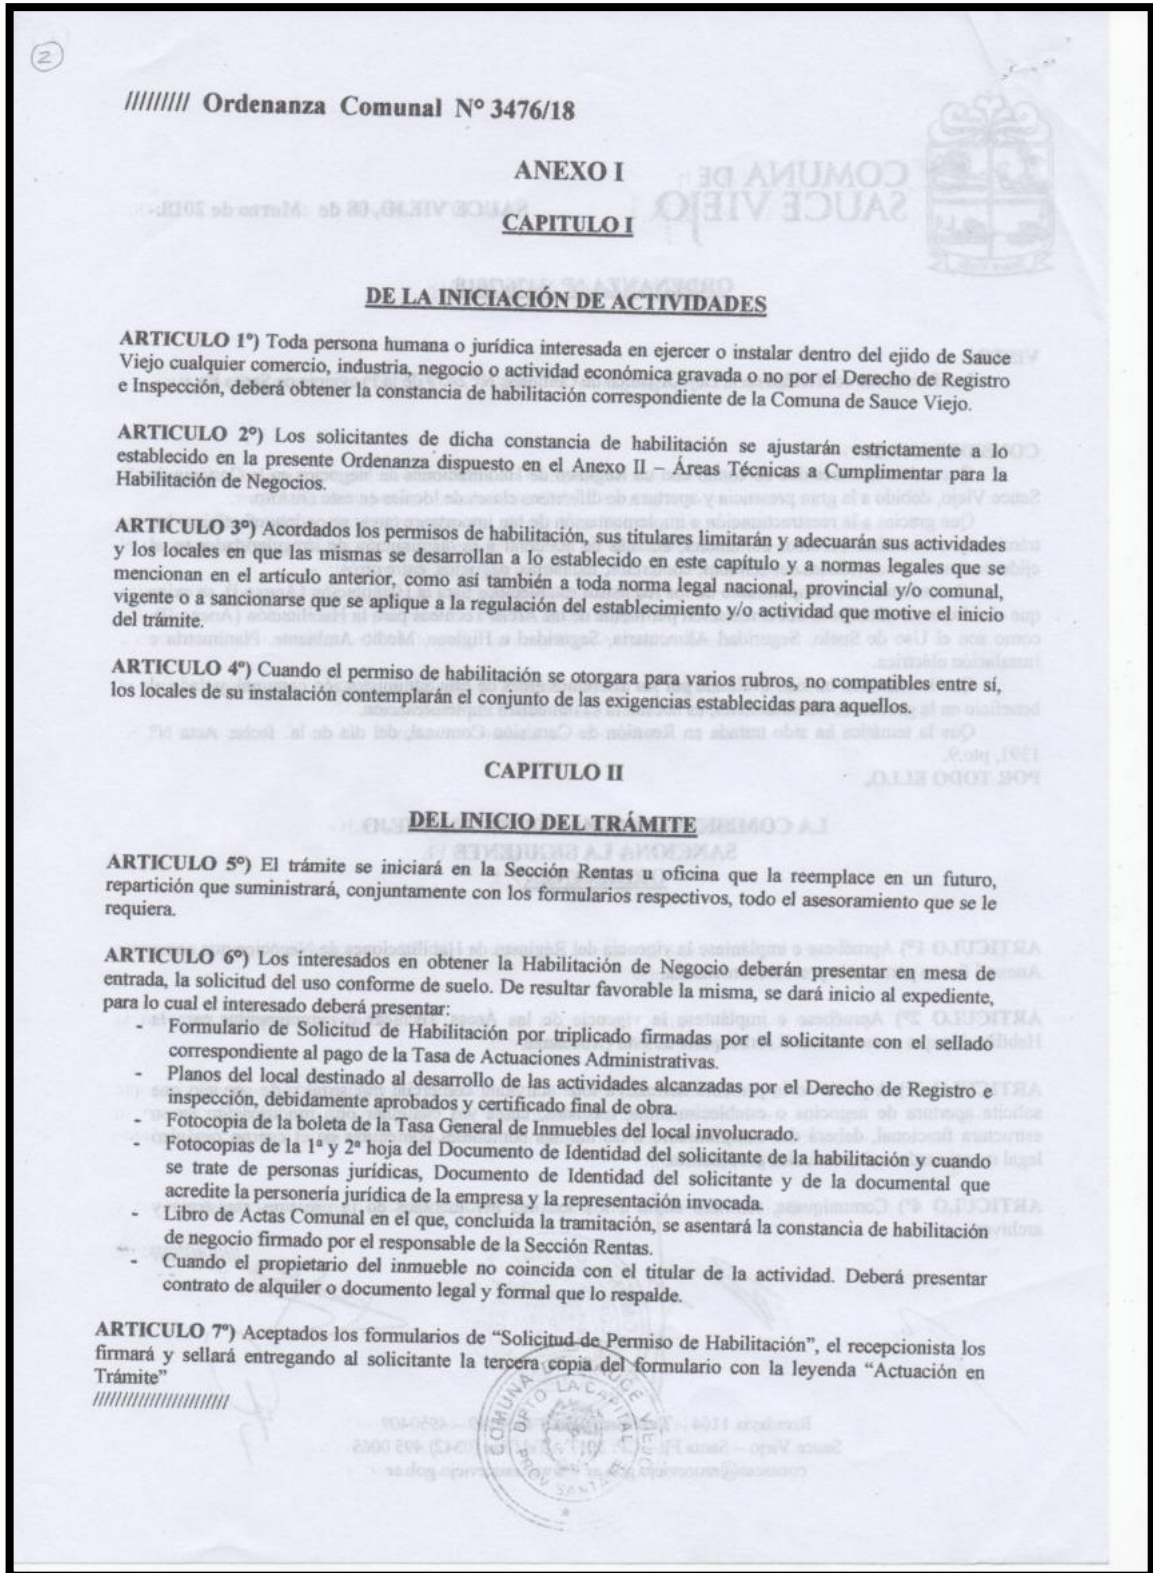 2
///////// Ordenanza Comunal Nº 3476/18
ANEXO I
CAPITULO I
DE LA INICIACIÓN DE ACTIVIDADES
ARTICULO 1º) Toda persona humana o jurídica interesada en ejercer o instalar dentro del ejido de Sauce
Viejo cualquier comercio, industria, negocio o actividad económica gravada o no por el Derecho de Registro
e Inspección, deberá obtener la constancia de habilitación correspondiente de la Comuna de Sauce Viejo.
ARTICULO 2º) Los solicitantes de dicha constancia de habilitación se ajustarán estrictamente a lo
establecido en la presente Ordenanza dispuesto en el Anexo II – Áreas Técnicas a Cumplimentar para la
Habilitación de Negocios.
ARTICULO 3º) Acordados los permisos de habilitación, sus titulares limitarán y adecuarán sus actividades
y los locales en que las mismas se desarrollan a lo establecido en este capítulo y a normas legales que se
mencionan en el artículo anterior, como así también a toda norma legal nacional, provincial y/o comunal,
vigente o a sancionarse que se aplique a la regulación del establecimiento y/o actividad que motive el inicio
del trámite.
ARTICULO 4º) Cuando el permiso de habilitación se otorgara para varios rubros, no compatibles entre sí,
los locales de su instalación contemplarán el conjunto de las exigencias establecidas para aquellos.
CAPITULO II
DEL INICIO DEL TRÁMITE
ARTICULO 5º) El trámite se iniciará en la Sección Rentas u oficina que la reemplace en un futuro,
repartición que suministrará, conjuntamente con los formularios respectivos, todo el asesoramiento que se le
requiera.
ARTICULO 6º) Los interesados en obtener la Habilitación de Negocio deberán presentar en mesa de
entrada, la solicitud del uso conforme de suelo. De resultar favorable la misma, se dará inicio al expediente,
para lo cual el interesado deberá presentar:
- Formulario de Solicitud de Habilitación por triplicado firmadas por el solicitante con el sellado
correspondiente al pago de la Tasa de Actuaciones Administrativas.
- Planos del local destinado al desarrollo de las actividades alcanzadas por el Derecho de Registro e
inspección, debidamente aprobados y certificado final de obra.
- Fotocopia de la boleta de la Tasa General de Inmuebles del local involucrado.
- Fotocopias de la 1ª y 2ª hoja del Documento de Identidad del solicitante de la habilitación y cuando
se trate de personas jurídicas, Documento de Identidad del solicitante y de la documental que
acredite la personería jurídica de la empresa y la representación invocada.
- Libro de Actas Comunal en el que, concluida la tramitación, se asentará la constancia de habilitación
de negocio firmado por el responsable de la Sección Rentas.
- Cuando el propietario del inmueble no coincida con el titular de la actividad. Deberá presentar
contrato de alquiler o documento legal y formal que lo respalde.
ARTICULO 7º) Aceptados los formularios de “Solicitud de Permiso de Habilitación”, el recepcionista los
firmará y sellará entregando al solicitante la tercera copia del formulario con la leyenda “Actuación en
Trámite”
////////////////////////
COMUNA DE SAUCE VIEJO
DPTO LA CAPITAL
PROV. SANTA FE